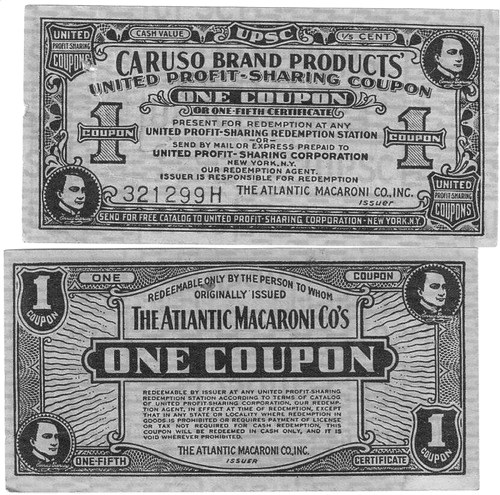 UNITED PROFIT-SHARING COUPONS
CASH VALUE
UPSC
1/5 CENT
CARUSO BRAND PRODUCTS
UNITED PROFIT-SHARING COUPON
ONE COUPON
OR ONE-FIFTH CERTIFICATE
1 COUPON
1 COUPON
PRESENT FOR REDEMPTION AT ANY
UNITED PROFIT-SHARING REDEMPTION STATION
-OR-
SEND BY MAIL OR EXPRESS PREPAID TO
UNITED PROFIT-SHARING CORPORATION
NEW YORK, N.Y.
OUR REDEMPTION AGENT.
ISSUER IS RESPONSIBLE FOR REDEMPTION
321299H
THE ATLANTIC MACARONI CO., INC.
ISSUER
UNITED PROFIT-SHARING COUPONS
SEND FOR FREE CATALOG TO UNITED PROFIT-SHARING CORPORATION - NEW YORK, N.Y.
1 COUPON
ONE
COUPON
REDEEMABLE ONLY BY THE PERSON TO WHOM
ORIGINALLY ISSUED
THE ATLANTIC MACARONI CO'S
ONE COUPON
REDEEMABLE BY ISSUER AT ANY UNITED PROFIT-SHARING
REDEMPTION STATION ACCORDING TO TERMS OF CATALOG
OF UNITED PROFIT-SHARING CORPORATION, OUR REDEMP-
TION AGENT, IN EFFECT AT TIME OF REDEMPTION, EXCEPT
THAT IN ANY STATE OR LOCALITY WHERE REDEMPTION IN
GOODS IS PROHIBITED OR REQUIRES PAYMENT OF LICENSE
OR TAX NOT REQUIRED FOR CASH REDEMPTION, THIS
COUPON WILL BE REDEEMED IN CASH ONLY, AND IT IS
VOID WHEREVER PROHIBITED.
THE ATLANTIC MACARONI CO., INC.
ISSUER
ONE-FIFTH
CERTIFICATE
1 COUPON